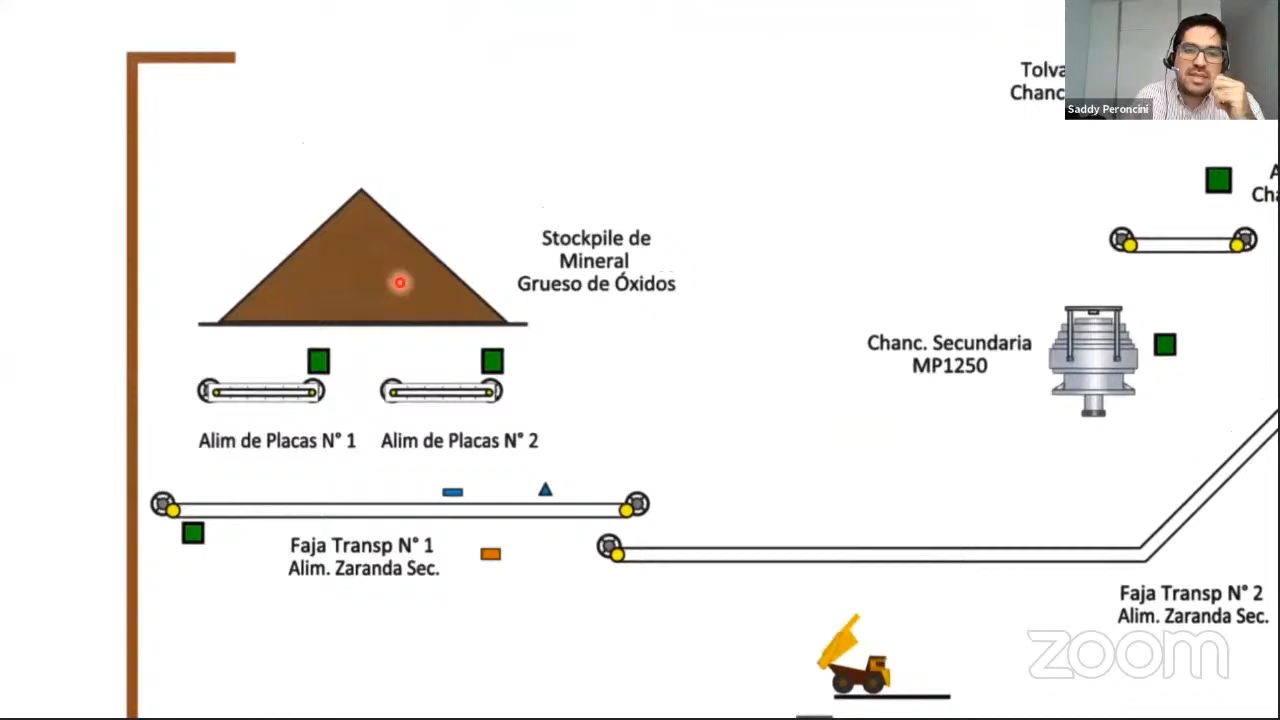 Tolva
Chanc
Saddy Peroncini
Stockpile de
Mineral
Grueso de Óxidos
Chanc. Secundaria
MP1250
Alim de Placas N° 1
Alim de Placas N° 2
Faja Transp N° 1
Alim. Zaranda Sec.
Faja Transp N° 2
Alim. Zaranda Sec.
zoom